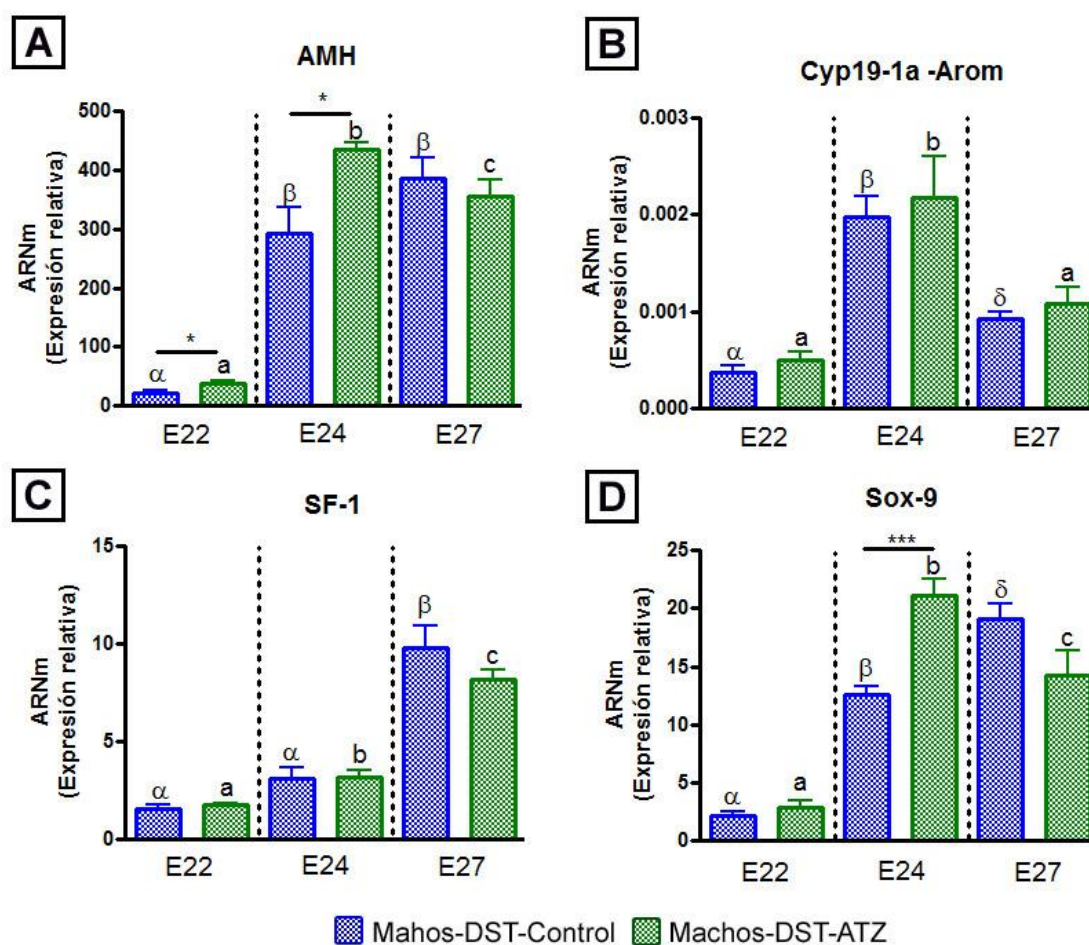 A
AMH
ARNm
(Expresión relativa)
500
400
300
200
100
0
*
*
α
a
β
b
β
c
E22
E24
E27
B
Cyp19-1a -Arom
ARNm
(Expresión relativa)
0.003
0.002
0.001
0.000
α
a
β
b
δ
a
E22
E24
E27
C
SF-1
ARNm
(Expresión relativa)
15
10
5
0
α
a
α
b
β
c
E22
E24
E27
D
Sox-9
ARNm
(Expresión relativa)
25
20
15
10
5
0
***
α
a
β
b
δ
c
E22
E24
E27
Mahos-DST-Control
Machos-DST-ATZ